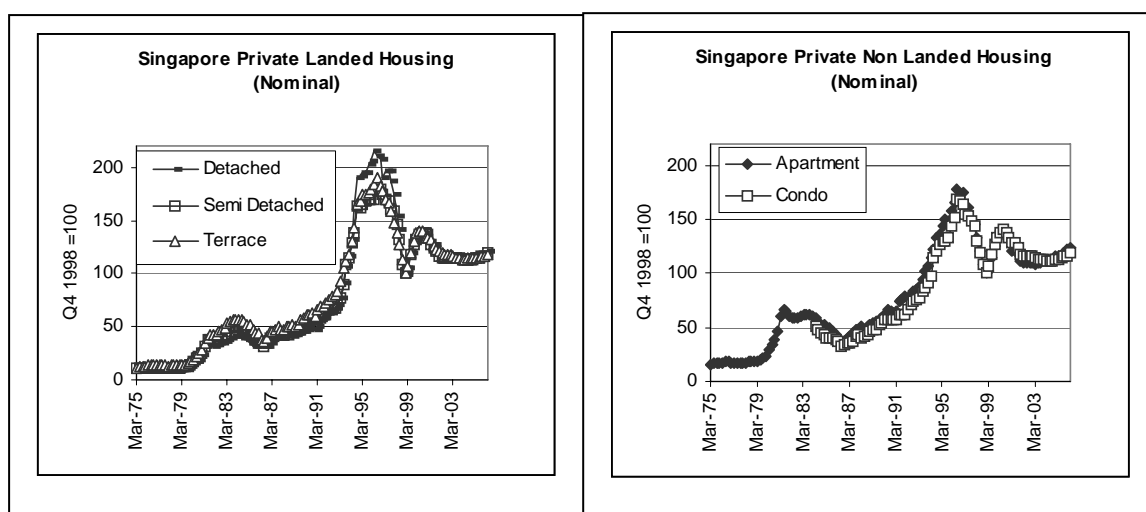 Singapore Private Landed Housing
(Nominal)
Q4 1998 =100
200
150
100
50
0
Detached
Semi Detached
Terrace
Mar-75
Mar-79
Mar-83
Mar-87
Mar-91
Mar-95
Mar-99
Mar-03
Singapore Private Non Landed Housing
(Nominal)
Q4 1998 =100
200
150
100
50
0
Apartment
Condo
Mar-75
Mar-79
Mar-83
Mar-87
Mar-91
Mar-95
Mar-99
Mar-03